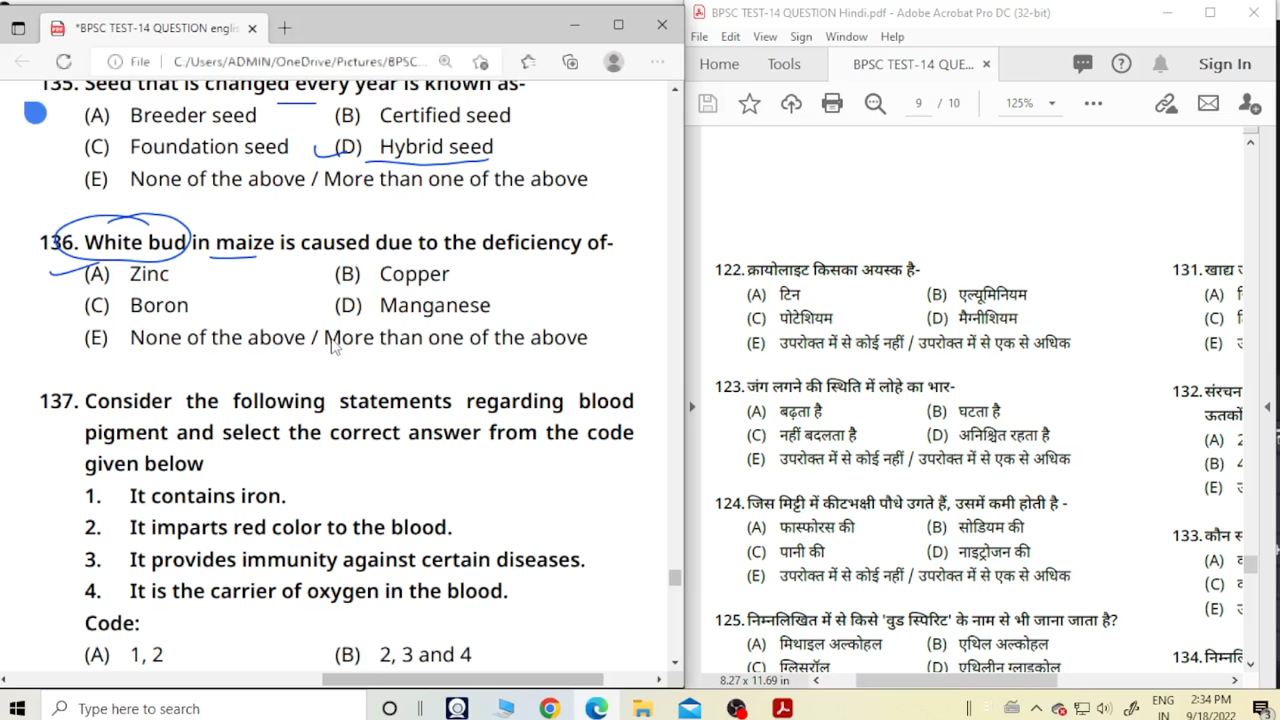 *BPSC TEST-14 QUESTION engli
File C:/Users/ADMIN/OneDrive/Pictures/BPSC...
135. Seed that is changed every year is known as-
(A) Breeder seed (B) Certified seed
(C) Foundation seed (D) Hybrid seed
(E) None of the above / More than one of the above
136. White bud in maize is caused due to the deficiency of-
(A) Zinc (B) Copper
(C) Boron (D) Manganese
(E) None of the above / More than one of the above
137. Consider the following statements regarding blood
pigment and select the correct answer from the code
given below
1. It contains iron.
2. It imparts red color to the blood.
3. It provides immunity against certain diseases.
4. It is the carrier of oxygen in the blood.
Code:
(A) 1, 2 (B) 2, 3 and 4
BPSC TEST-14 QUESTION Hindi.pdf - Adobe Acrobat Pro DC (32-bit)
File Edit View Sign Window Help
Home Tools BPSC TEST-14 QUE... Sign In
9 / 10 125%
122. क्रायोलाइट किसका अयस्क है-
(A) टिन (B) एल्यूमिनियम
(C) पोटेशियम (D) मैग्नीशियम
(E) उपरोक्त में से कोई नहीं / उपरोक्त में से एक से अधिक
123. जंग लगने की स्थिति में लोहे का भार-
(A) बढ़ता है (B) घटता है
(C) नहीं बदलता है (D) अनिश्चित रहता है
(E) उपरोक्त में से कोई नहीं / उपरोक्त में से एक से अधिक
124. जिस मिट्टी में कीटभक्षी पौधे उगते हैं, उसमें कमी होती है -
(A) फास्फोरस की (B) सोडियम की
(C) पानी की (D) नाइट्रोजन की
(E) उपरोक्त में से कोई नहीं / उपरोक्त में से एक से अधिक
125. निम्नलिखित में से किसे 'वुड स्पिरिट' के नाम से भी जाना जाता है?
(A) मिथाइल अल्कोहल (B) एथिल अल्कोहल
(C) ग्लिसरॉल (D) एथिलीन ग्लाइकोल
131. खाद्य
(A)
(C)
(E)
132. संरचन
ऊतकों
(A) 2
(B) 4
(E)
133. कौन स
(A)
(C)
(E)
134. निम्नलि
8.27 x 11.69 in
Type here to search
ENG
IN
2:34 PM
9/18/2022